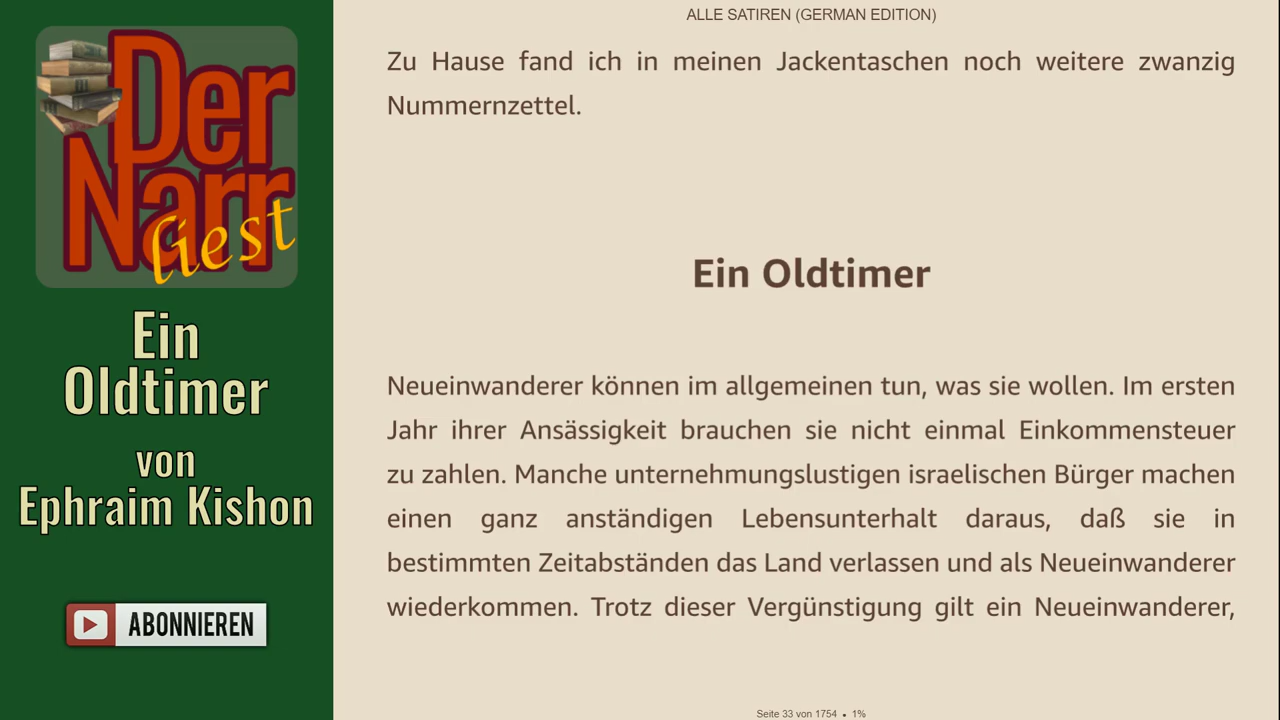 Der
Narr
liest
Ein
Oldtimer
von
Ephraim Kishon
ABONNIEREN
ALLE SATIREN (GERMAN EDITION)
Zu Hause fand ich in meinen Jackentaschen noch weitere zwanzig
Nummernzettel.
Ein Oldtimer
Neueinwanderer können im allgemeinen tun, was sie wollen. Im ersten
Jahr ihrer Ansässigkeit brauchen sie nicht einmal Einkommensteuer
zu zahlen. Manche unternehmungslustigen israelischen Bürger machen
einen ganz anständigen Lebensunterhalt daraus, daß sie in
bestimmten Zeitabständen das Land verlassen und als Neueinwanderer
wiederkommen. Trotz dieser Vergünstigung gilt ein Neueinwanderer,
Seite 33 von 1754 • 1%